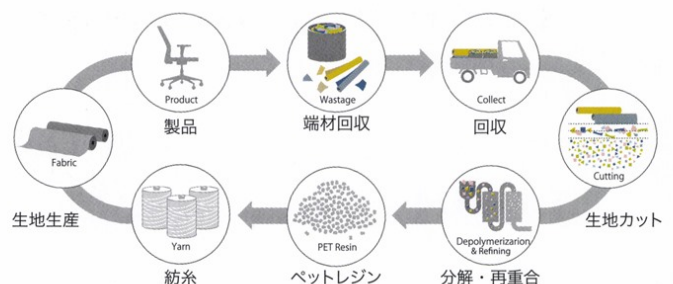 Product
製品
Wastage
端材回収
Collect
回収
Cutting
生地カット
Depolymerizarion
& Refining
分解・再重合
PET Resin
ペットレジン
Yarn
紡糸
Fabric
生地生産